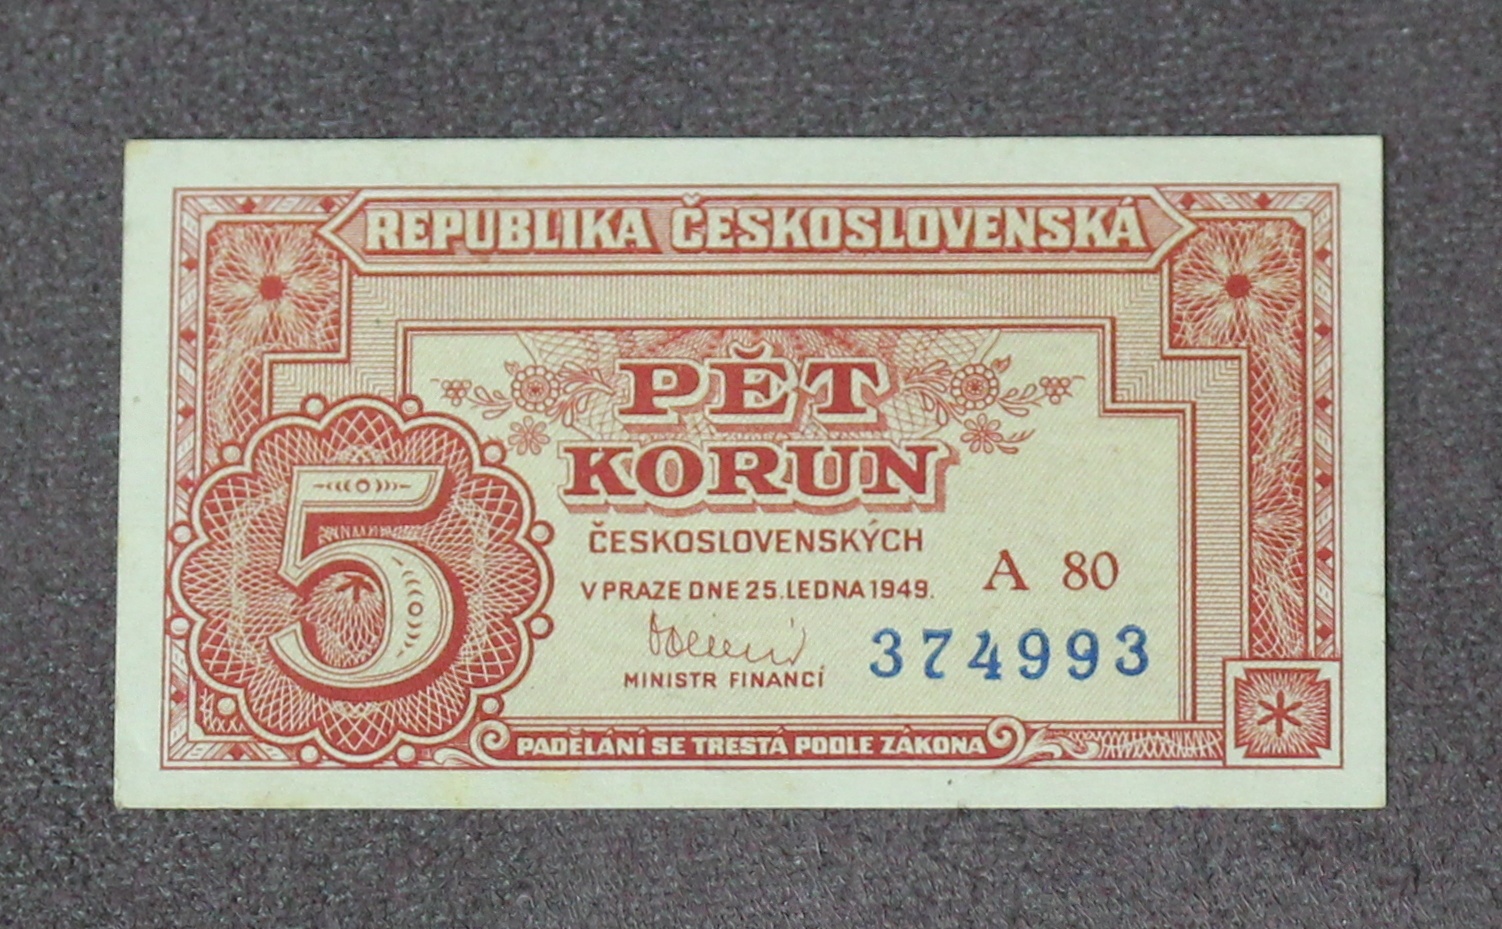 REPUBLIKA ČESKOSLOVENSKÁ
PĚT
KORUN
ČESKOSLOVENSKÝCH
V PRAZE DNE 25. LEDNA 1949.
A 80
374993
MINISTR FINANCÍ
5
PADĚLÁNÍ SE TRESTÁ PODLE ZÁKONA